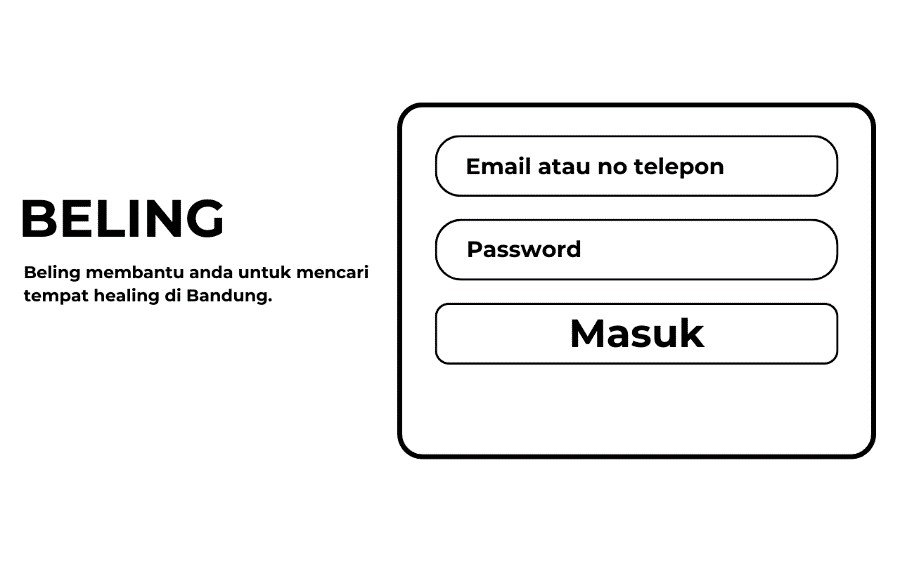 BELING
Beling membantu anda untuk mencari
tempat healing di Bandung.
Email atau no telepon
Password
Masuk